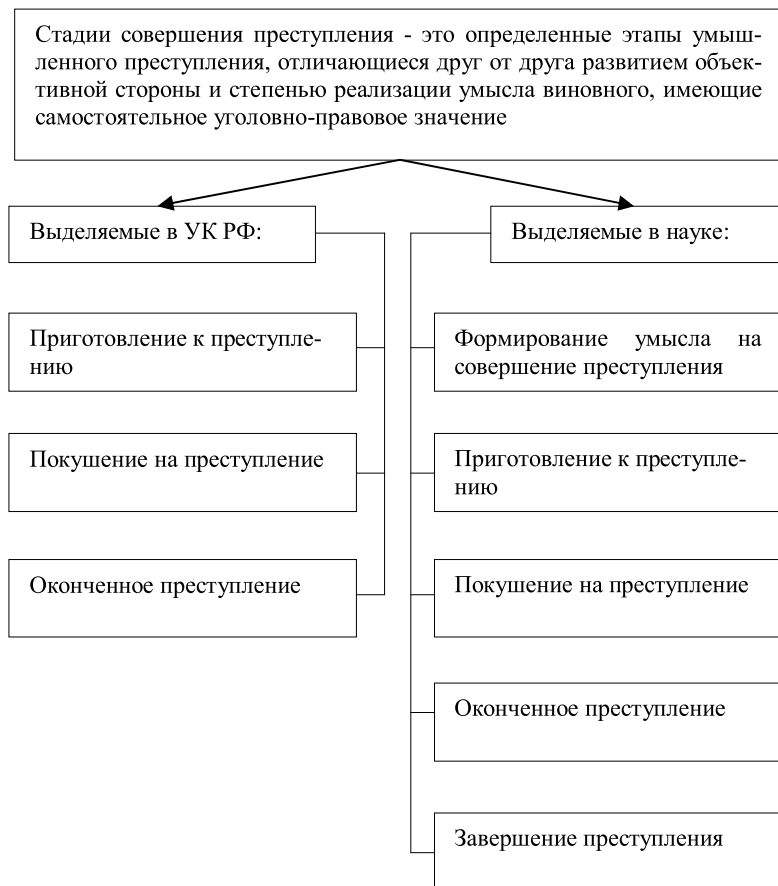 Стадии совершения преступления - это определенные этапы умыш-
ленного преступления, отличающиеся друг от друга развитием объек-
тивной стороны и степенью реализации умысла виновного, имеющие
самостоятельное уголовно-правовое значение
Выделяемые в УК РФ:
Приготовление к преступле-
нию
Покушение на преступление
Оконченное преступление
Выделяемые в науке:
Формирование умысла на
совершение преступления
Приготовление к преступле-
нию
Покушение на преступление
Оконченное преступление
Завершение преступления